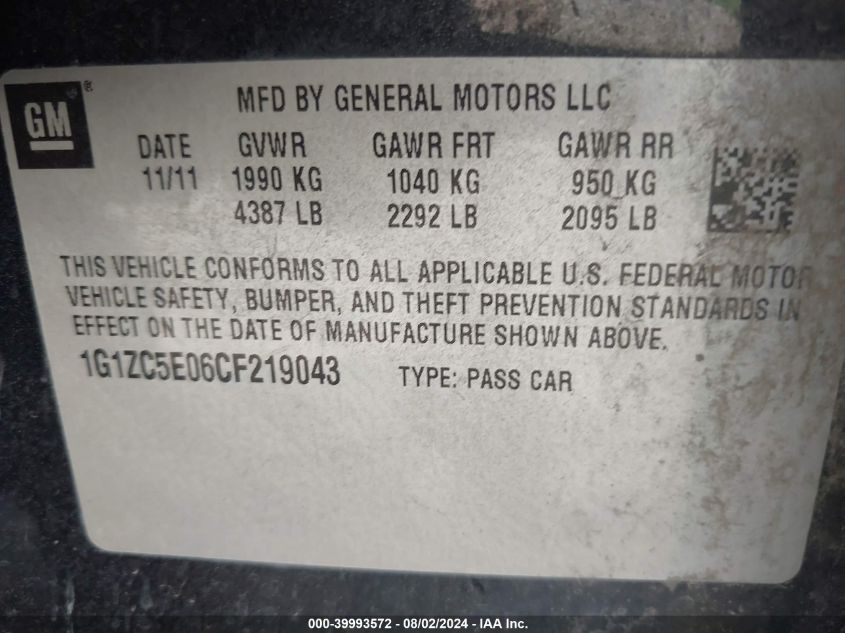 GM ®
MFD BY GENERAL MOTORS LLC
DATE GVWR GAWR FRT GAWR RR
11/11 1990 KG 1040 KG 950 KG
4387 LB 2292 LB 2095 LB
THIS VEHICLE CONFORMS TO ALL APPLICABLE U.S. FEDERAL MOTOR
VEHICLE SAFETY, BUMPER, AND THEFT PREVENTION STANDARDS IN
EFFECT ON THE DATE OF MANUFACTURE SHOWN ABOVE.
1G1ZC5E06CF219043 TYPE: PASS CAR
000-39993572 - 08/02/2024 - IAA Inc.